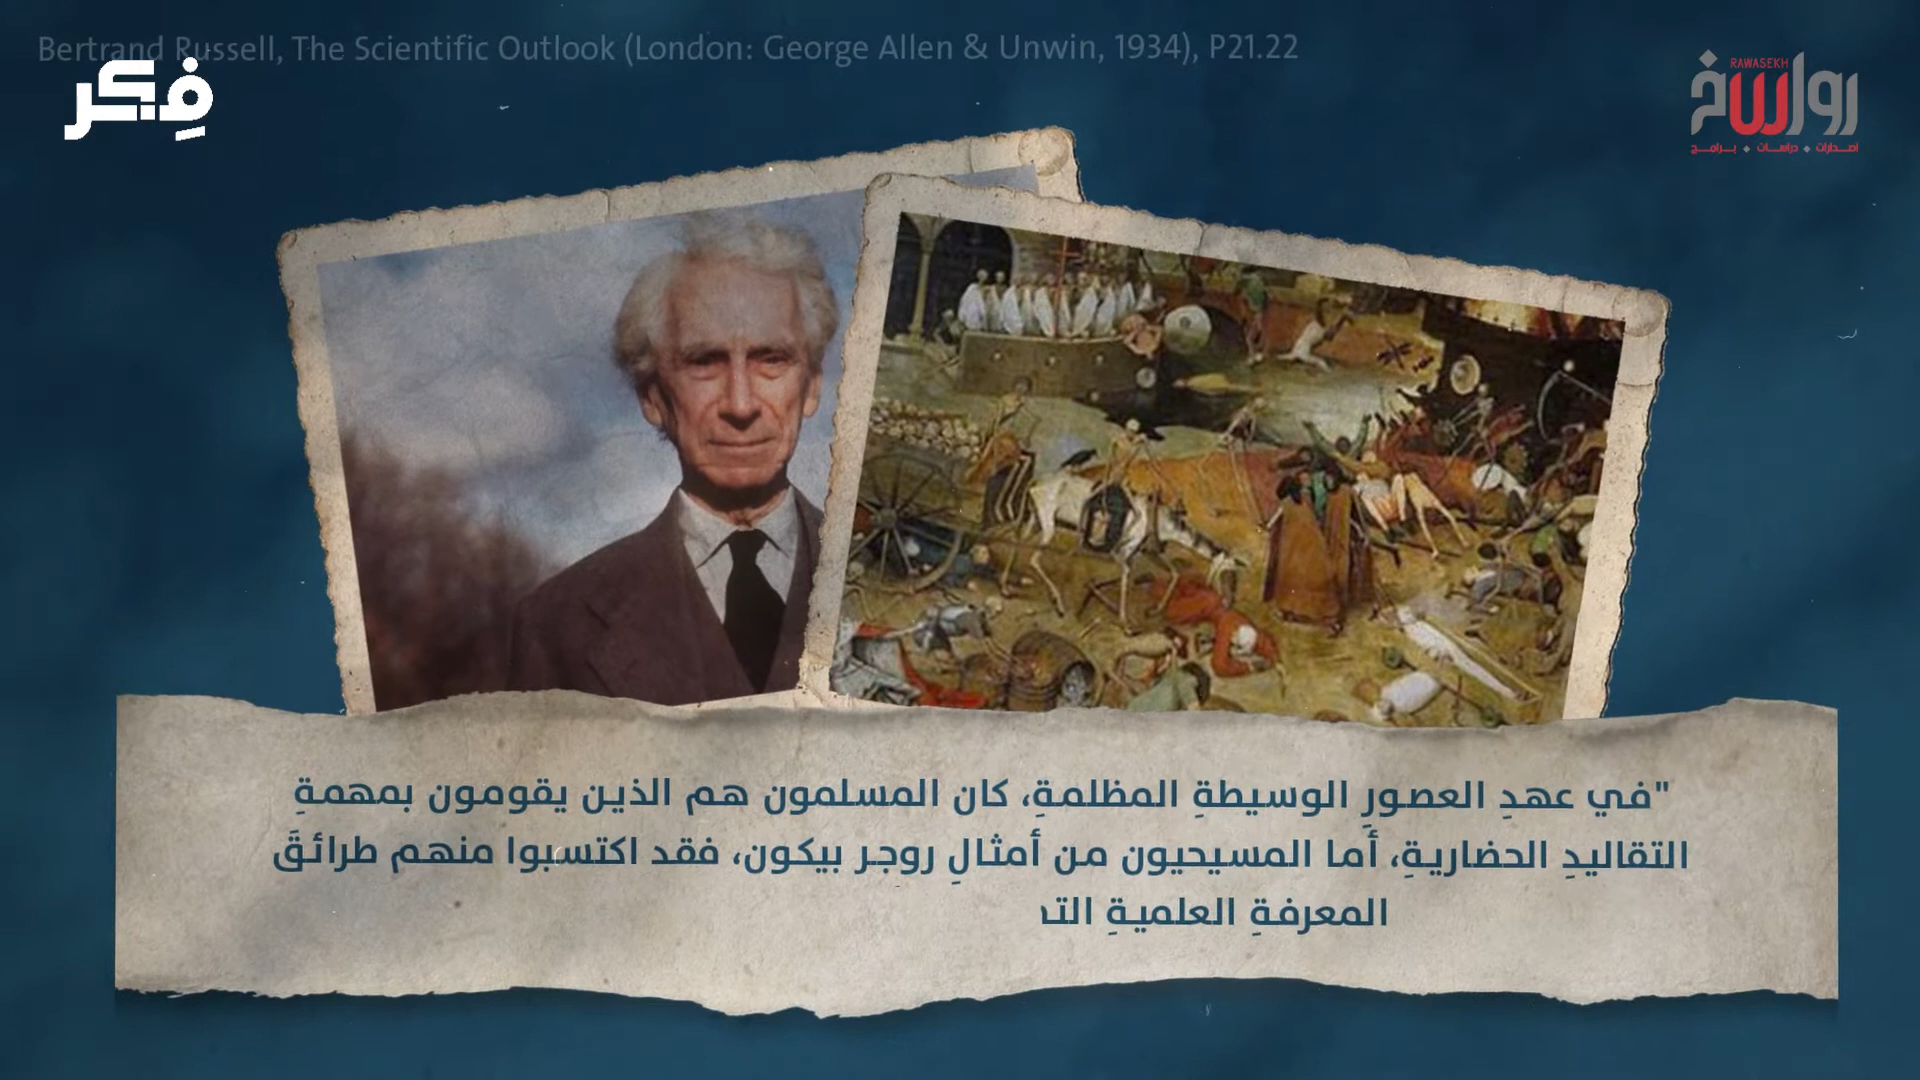 Bertrand Russell, The Scientific Outlook (London: George Allen & Unwin, 1934), P21.22
فِكر
RAWASEKH
رواسخ
اصدارات ⬥ دراسات ⬥ برامج
"في عهدِ العصورِ الوسيطةِ المظلمةِ، كان المسلمون هم الذين يقومون بمهمةِ
التقاليدِ الحضاريةِ، أما المسيحيون من أمثالِ روجر بيكون، فقد اكتسبوا منهم طرائقَ
المعرفةِ العلميةِ